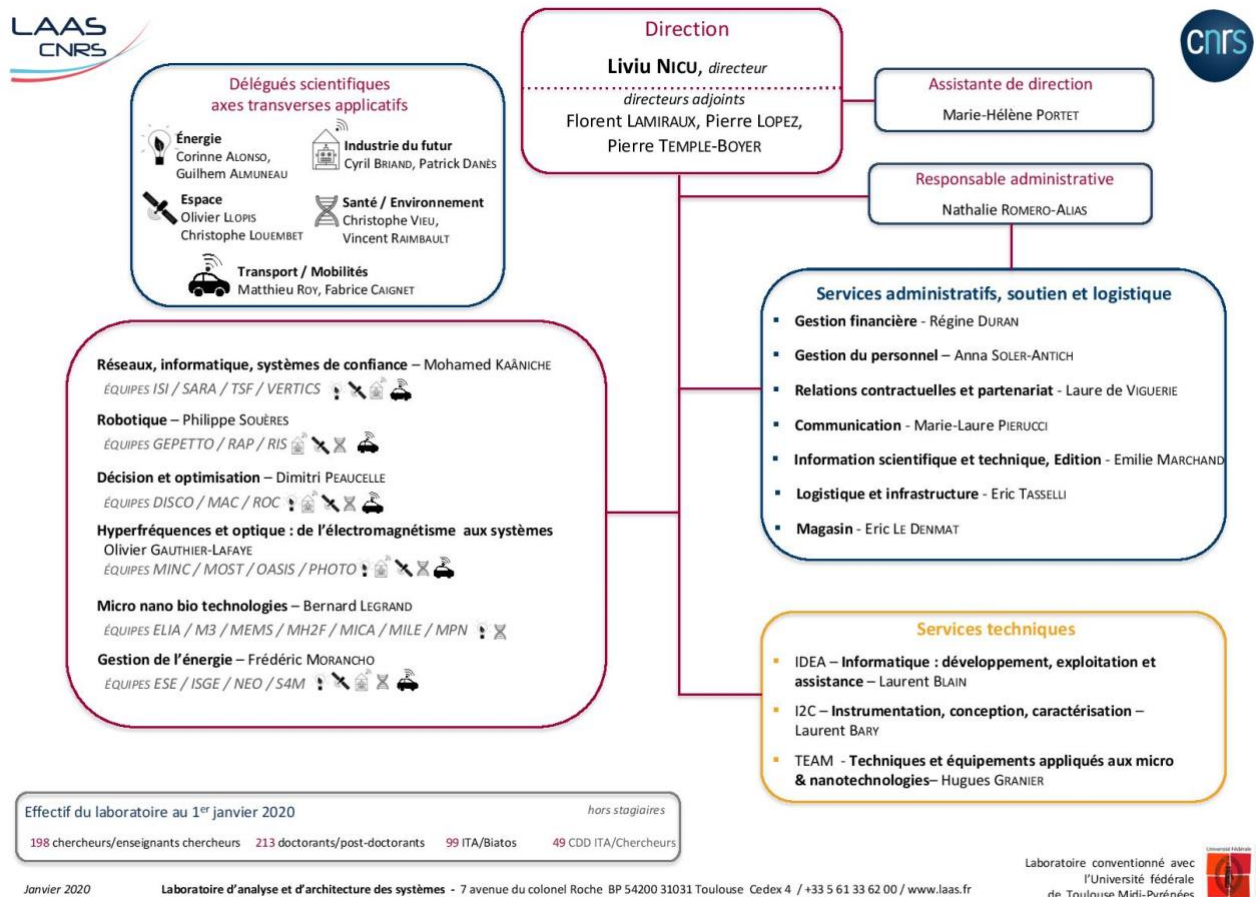 LAAS
CNRS
Direction
Liviu NICU, directeur
directeurs adjoints
Florent LAMIRAUX, Pierre LOPEZ,
Pierre TEMPLE-BOYER
cnrs
Assistante de direction
Marie-Hélène PORTET
Responsable administrative
Nathalie ROMERO-ALIAS
Délégués scientifiques
axes transverses applicatifs
Énergie
Corinne ALONSO,
Guilhem ALMUNEAU
Industrie du futur
Cyril BRIAND, Patrick DANÈS
Espace
Olivier LLOPIS
Christophe LOUEMBET
Santé / Environnement
Christophe VIEU,
Vincent RAIMBAULT
Transport / Mobilités
Matthieu ROY, Fabrice CAIGNET
Réseaux, informatique, systèmes de confiance – Mohamed KAÂNICHE
ÉQUIPES ISI / SARA / TSF / VERTICS
Robotique – Philippe SOUÈRES
ÉQUIPES GEPETTO / RAP / RIS
Décision et optimisation – Dimitri PEAUCELLE
ÉQUIPES DISCO / MAC / ROC
Hyperfréquences et optique : de l'électromagnétisme aux systèmes
Olivier GAUTHIER-LAFAYE
ÉQUIPES MINC / MOST / OASIS / PHOTO
Micro nano bio technologies – Bernard LEGRAND
ÉQUIPES ELIA / M3 / MEMS / MH2F / MICA / MILE / MPN
Gestion de l'énergie – Frédéric MORANCHO
ÉQUIPES ESE / ISGE / NEO / S4M
Services administratifs, soutien et logistique
▪ Gestion financière - Régine DURAN
▪ Gestion du personnel – Anna SOLER-ANTICH
▪ Relations contractuelles et partenariat - Laure de VIGUERIE
▪ Communication - Marie-Laure PIERUCCI
▪ Information scientifique et technique, Edition - Emilie MARCHAND
▪ Logistique et infrastructure - Eric TASSELLI
▪ Magasin - Eric LE DENMAT
Services techniques
▪ IDEA – Informatique : développement, exploitation et
assistance – Laurent BLAIN
▪ I2C – Instrumentation, conception, caractérisation –
Laurent BARY
▪ TEAM - Techniques et équipements appliqués aux micro
& nanotechnologies– Hugues GRANIER
Effectif du laboratoire au 1er janvier 2020 hors stagiaires
198 chercheurs/enseignants chercheurs 213 doctorants/post-doctorants 99 ITA/Biatos 49 CDD ITA/Chercheurs
Janvier 2020 Laboratoire d'analyse et d'architecture des systèmes - 7 avenue du colonel Roche BP 54200 31031 Toulouse Cedex 4 / +33 5 61 33 62 00 / www.laas.fr
Laboratoire conventionné avec
l'Université fédérale
de Toulouse Midi-Pyrénées
Université Fédérale